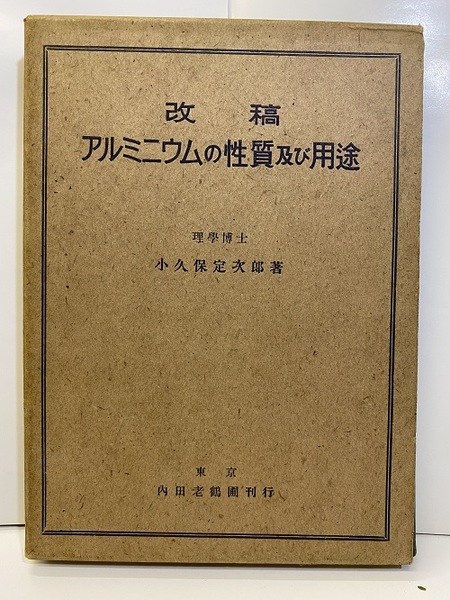 改稿
アルミニウムの性質及び用途
理學博士
小久保定次郎著
東京
内田老鶴圃刊行